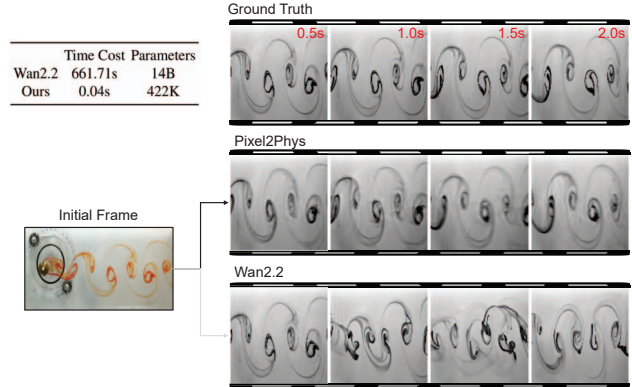 Ground Truth
0.5s 1.0s 1.5s 2.0s
Time Cost Parameters
Wan2.2 661.71s 14B
Ours 0.04s 422K
Pixel2Phys
Initial Frame
Wan2.2